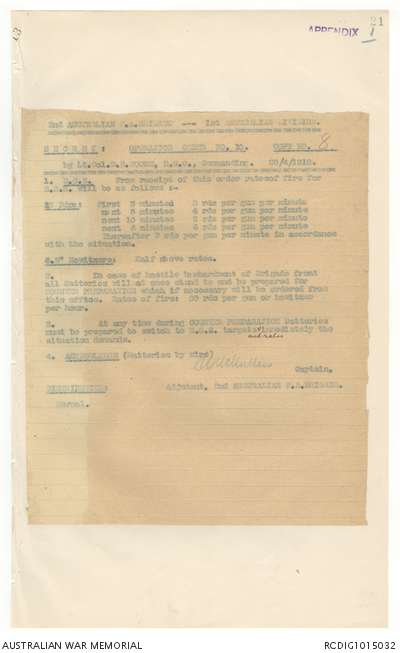 21
APPENDIX 1
2nd AUSTRALIAN F.A. BRIGADE --- 1st AUSTRALIAN DIVISION.
S E C R E T : OPERATION ORDER NO. 10. COPY NO. 8
by Lt.Col. D.S.O., Commanding. /4/1918.
1. S.O.S. From receipt of this order rates of fire for
S.O.S. will be as follows :-
18 Pdrs: First 3 minutes rds per gun per minute
next 5 minutes 4 rds per gun per minute
next 10 minutes rds per gun per minute
next minutes rds per gun per minute
Thereafter 2 rds per gun per minute in accordance
with the situation.
4.5" Howitzers: Half above rates.
2. In case of hostile bombardment of Brigade front
all Batteries will at once stand to and be prepared for
COUNTER PREPARATION which if necessary will be ordered from
this office. Rates of fire: rds per gun or howitzer
per hour.
3. At any time during COUNTER PREPARATION batteries
must be prepared to switch to S.O.S. targets and rates immediately the
situation demands.
4. ACKNOWLEDGE (Batteries by wire)
Captain,
Adjutant, 2nd AUSTRALIAN F.A. BRIGADE.
DISTRIBUTION:
Normal.
AUSTRALIAN WAR MEMORIAL
RCDIG1015032